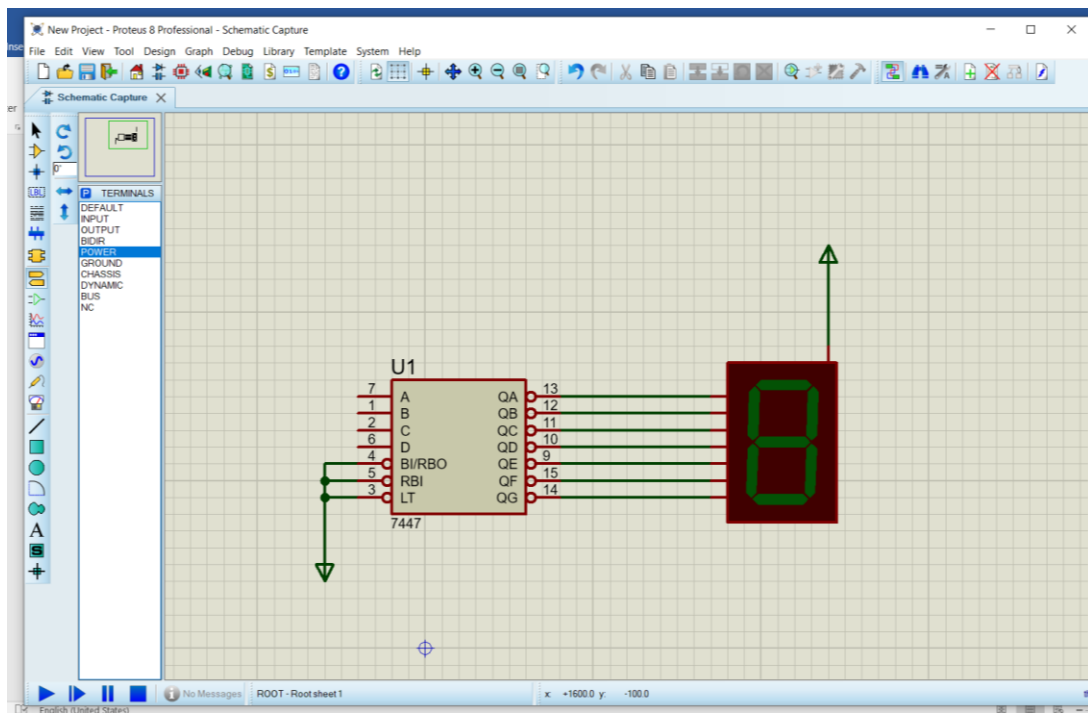 New Project - Proteus 8 Professional - Schematic Capture
Inse
File Edit View Tool Design Graph Debug Library Template System Help
Schematic Capture
er
0°
LBL
P TERMINALS
DEFAULT
INPUT
OUTPUT
BIDIR
POWER
GROUND
CHASSIS
DYNAMIC
BUS
NC
A
S
U1
7 A QA 13
1 B QB 12
2 C QC 11
6 D QD 10
4 BI/RBO QE 9
5 RBI QF 15
3 LT QG 14
7447
No Messages ROOT - Root sheet 1 x: +1600.0 y: -100.0
English (United States)